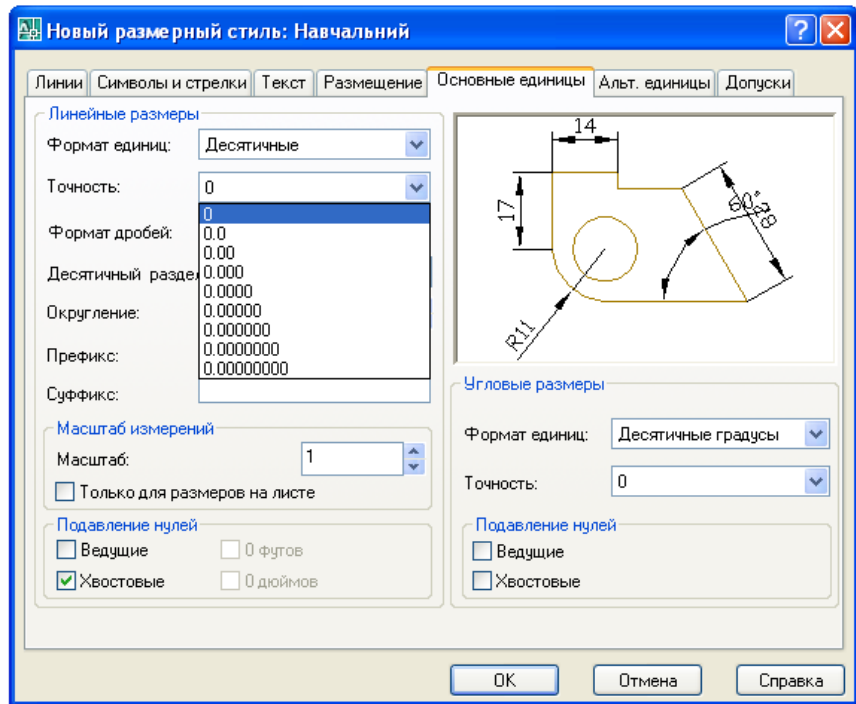 Новый размерный стиль: Навчальний
Линии
Символы и стрелки
Текст
Размещение
Основные единицы
Альт. единицы
Допуски
Линейные размеры
Формат единиц:
Десятичные
Точность:
0
0
0.0
0.00
0.000
0.0000
0.00000
0.000000
0.0000000
0.00000000
Формат дробей:
Десятичный раздел
Округление:
Префикс:
Суффикс:
Масштаб измерений
Масштаб:
1
Только для размеров на листе
Подавление нулей
Ведущие
0 футов
Хвостовые
0 дюймов
14
17
60°
28
R11
Угловые размеры
Формат единиц:
Десятичные градусы
Точность:
0
Подавление нулей
Ведущие
Хвостовые
OK
Отмена
Справка